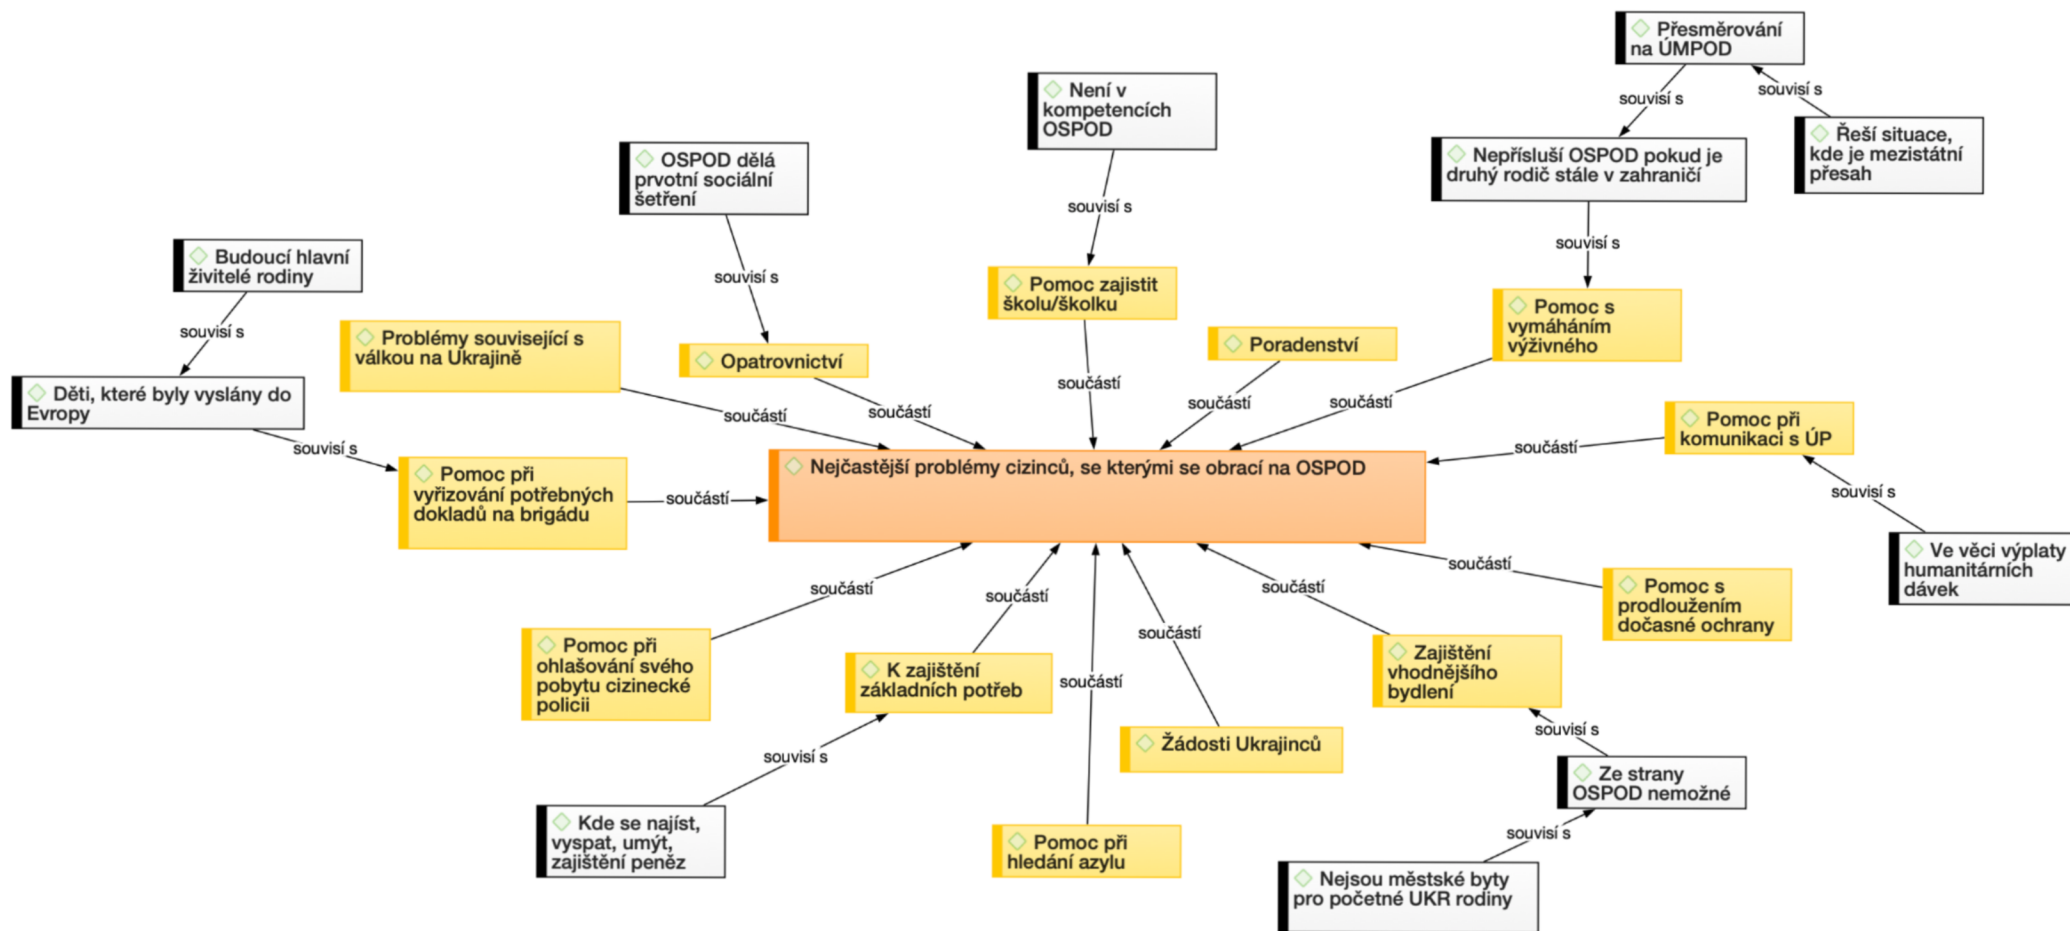 Přesměrování
na ÚMPOD
souvisí s
souvisí s
Řeší situace,
kde je mezistátní
přesah
Nepřísluší OSPOD pokud je
druhý rodič stále v zahraničí
souvisí s
Pomoc s
vymáháním
výživného
součástí
Není v
kompetencích
OSPOD
souvisí s
Pomoc zajistit
školu/školku
součástí
OSPOD dělá
prvotní sociální
šetření
souvisí s
Opatrovnictví
součástí
Poradenství
součástí
Budoucí hlavní
živitelé rodiny
souvisí s
Děti, které byly vyslány do
Evropy
souvisí s
Problémy související s
válkou na Ukrajině
součástí
Pomoc při
vyřizování potřebných
dokladů na brigádu
součástí
Nejčastější problémy cizinců, se kterými se obrací na OSPOD
Pomoc při
komunikaci s ÚP
součástí
souvisí s
Ve věci výplaty
humanitárních
dávek
Pomoc s
prodloužením
dočasné ochrany
součástí
Pomoc při
ohlašování svého
pobytu cizinecké
policii
součástí
K zajištění
základních potřeb
součástí
souvisí s
Kde se najíst,
vyspat, umýt,
zajištění peněz
Pomoc při
hledání azylu
součástí
Žádosti Ukrajinců
součástí
Zajištění
vhodnějšího
bydlení
součástí
souvisí s
Ze strany
OSPOD nemožné
souvisí s
Nejsou městské byty
pro početné UKR rodiny